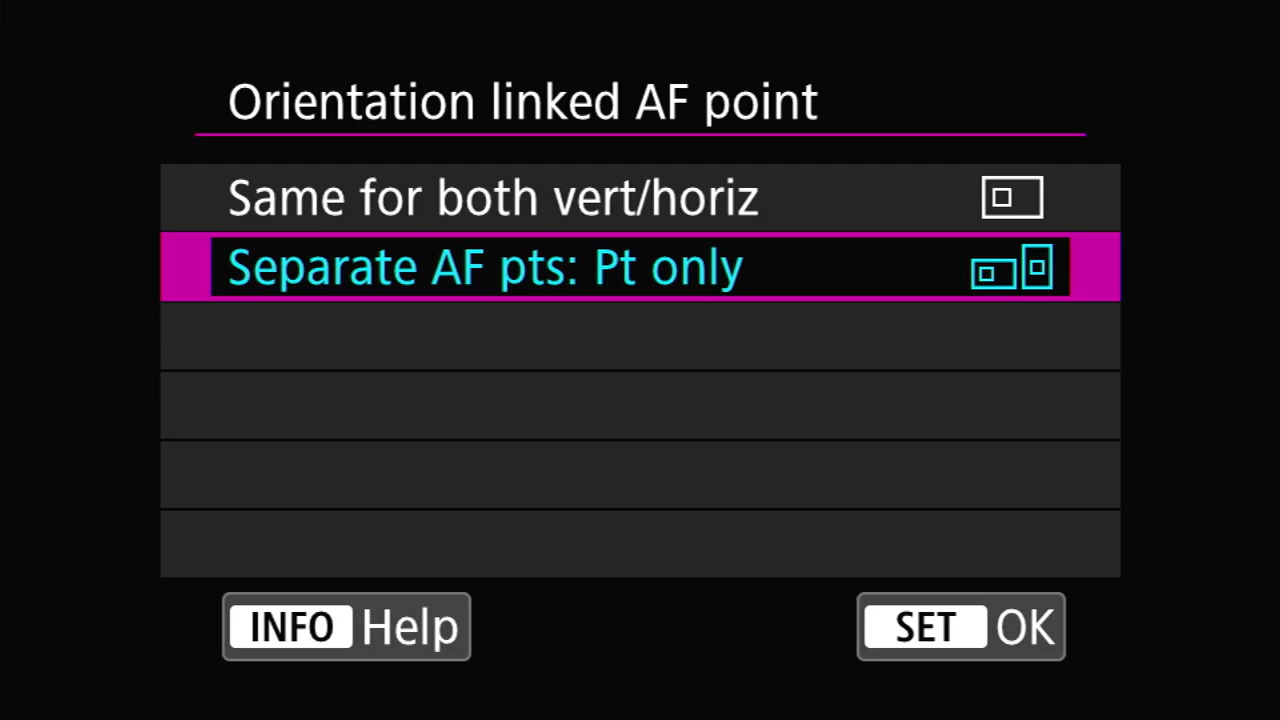 Orientation linked AF point
Same for both vert/horiz
Separate AF pts: Pt only
INFO Help
SET OK